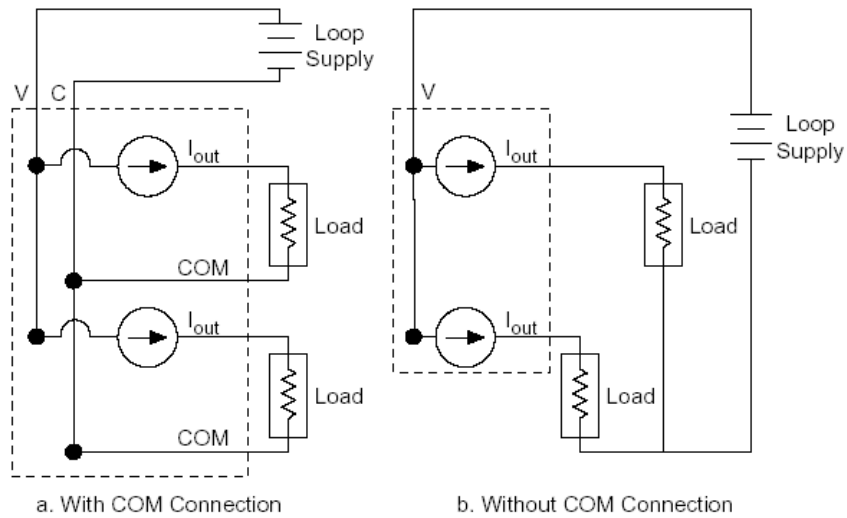 Loop
Supply
V C
Iout
Load
COM
Iout
Load
COM
a. With COM Connection
V
Loop
Supply
Iout
Load
Iout
Load
b. Without COM Connection